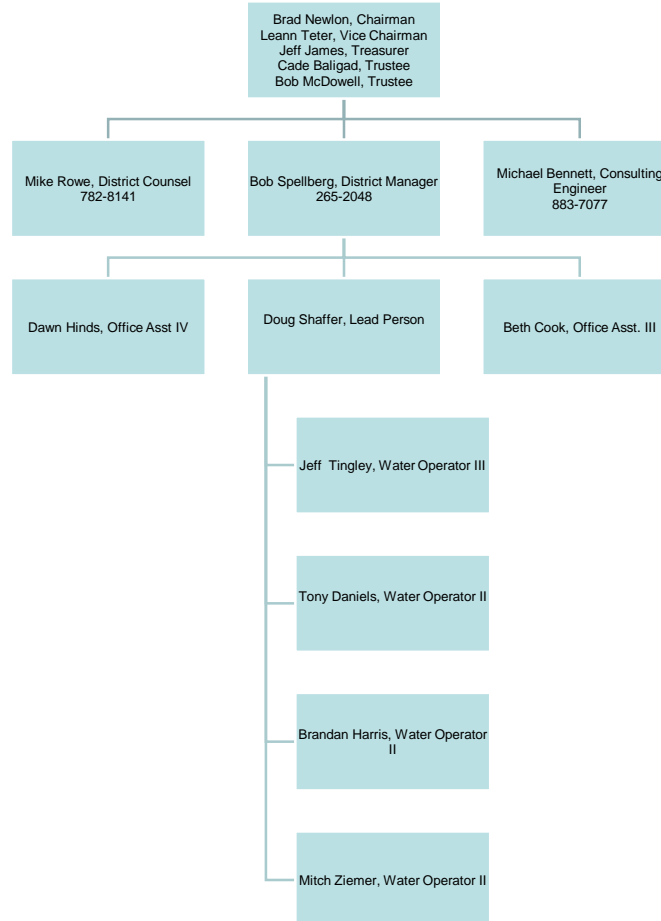 Brad Newlon, Chairman
Leann Teter, Vice Chairman
Jeff James, Treasurer
Cade Baligad, Trustee
Bob McDowell, Trustee
Mike Rowe, District Counsel
782-8141
Bob Spellberg, District Manager
265-2048
Michael Bennett, Consulting
Engineer
883-7077
Dawn Hinds, Office Asst IV
Doug Shaffer, Lead Person
Beth Cook, Office Asst. III
Jeff  Tingley, Water Operator III
Tony Daniels, Water Operator II
Brandan Harris, Water Operator
II
Mitch Ziemer, Water Operator II